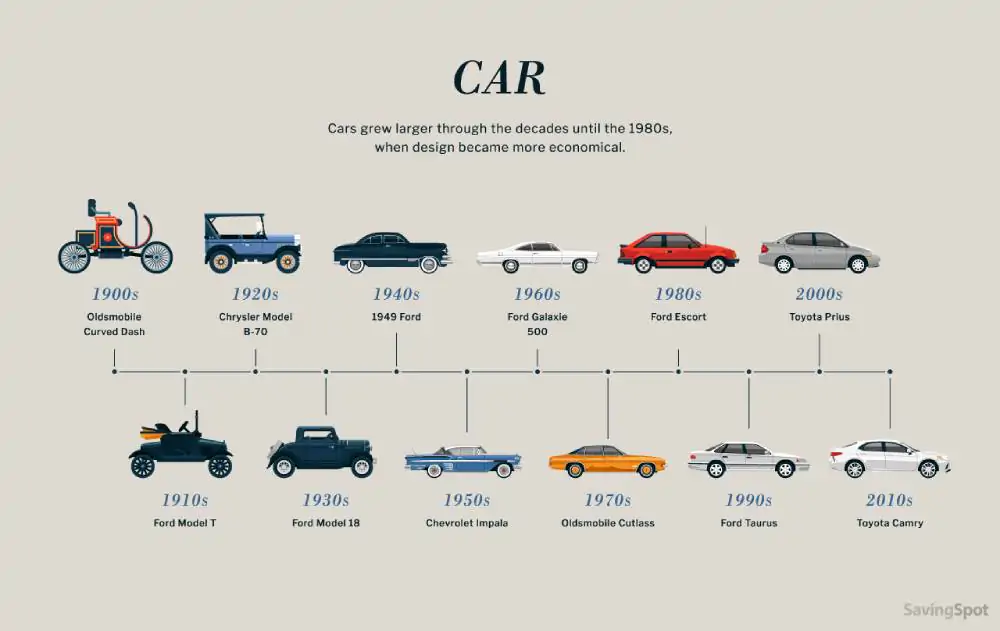 CAR
Cars grew larger through the decades until the 1980s,
when design became more economical.
1900s
Oldsmobile
Curved Dash
1920s
Chrysler Model
B-70
1940s
1949 Ford
1960s
Ford Galaxie
500
1980s
Ford Escort
2000s
Toyota Prius
1910s
Ford Model T
1930s
Ford Model 18
1950s
Chevrolet Impala
1970s
Oldsmobile Cutlass
1990s
Ford Taurus
2010s
Toyota Camry
SavingSpot